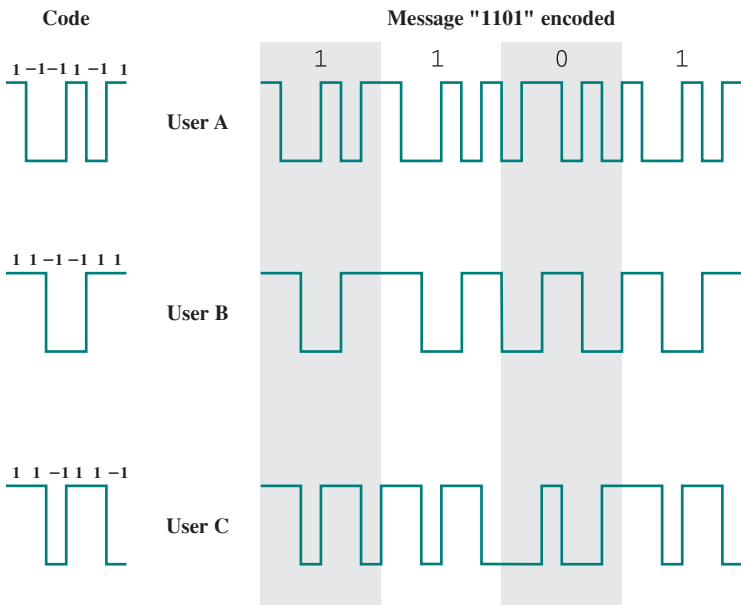 Code
Message "1101" encoded
1 1 0 1
1 −1 −1 1 −1 1
User A
1 1 −1 −1 1 1
User B
1 1 −1 1 1 −1
User C